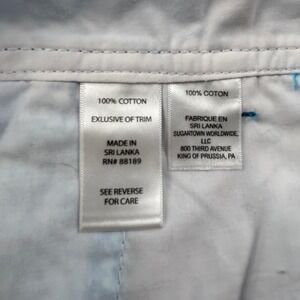 100% COTTON
EXCLUSIVE OF TRIM
MADE IN
SRI LANKA
RN# 88189
SEE REVERSE
FOR CARE
100% COTTON
FABRIQUE EN
SRI LANKA
SUGARTOWN WORLDWIDE,
LLC
800 THIRD AVENUE
KING OF PRUSSIA, PA